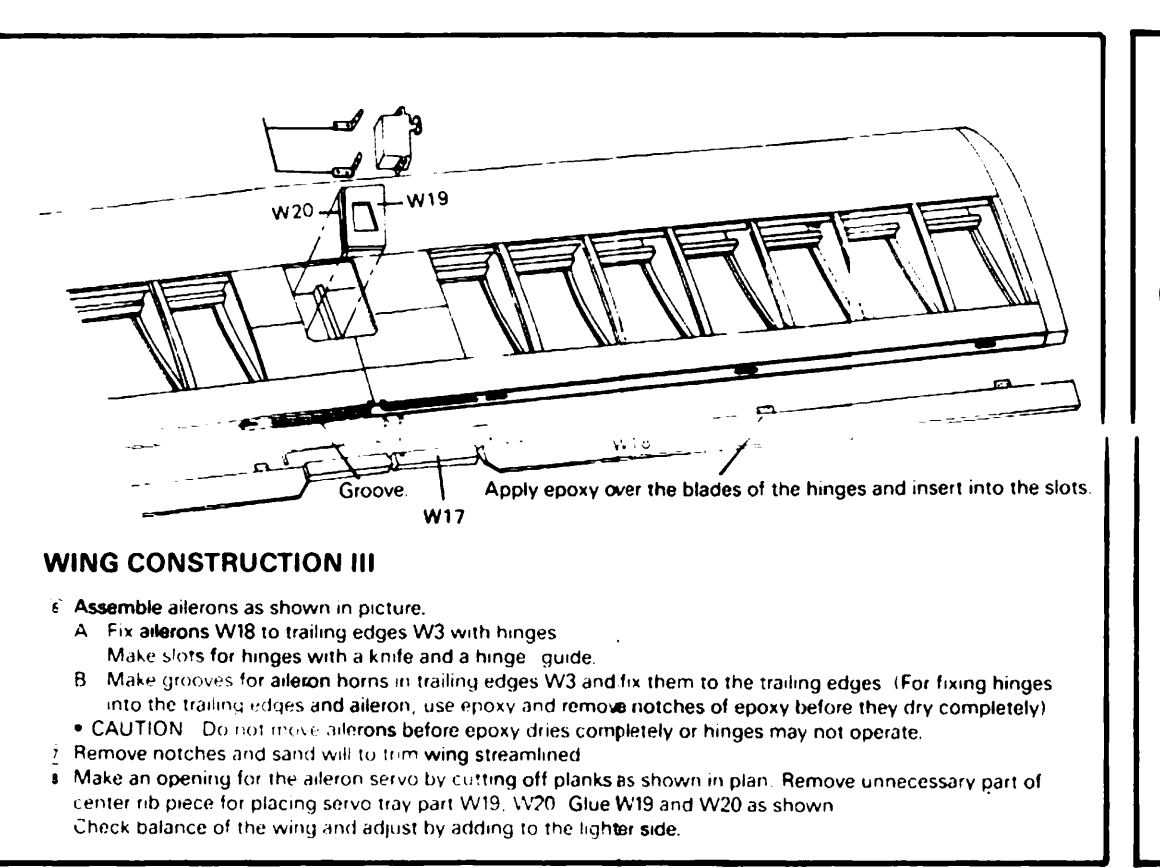 W20
W19
W18
Groove.
Apply epoxy over the blades of the hinges and insert into the slots.
W17
WING CONSTRUCTION III
6 Assemble ailerons as shown in picture.
A Fix ailerons W18 to trailing edges W3 with hinges
Make slots for hinges with a knife and a hinge guide.
B Make grooves for aileron horns in trailing edges W3 and fix them to the trailing edges (For fixing hinges
into the trailing edges and aileron, use epoxy and remove notches of epoxy before they dry completely)
• CAUTION Do not move ailerons before epoxy dries completely or hinges may not operate.
7 Remove notches and sand will to trim wing streamlined
8 Make an opening for the aileron servo by cutting off planks as shown in plan. Remove unnecessary part of
center rib piece for placing servo tray part W19, W20 Glue W19 and W20 as shown
Check balance of the wing and adjust by adding to the lighter side.